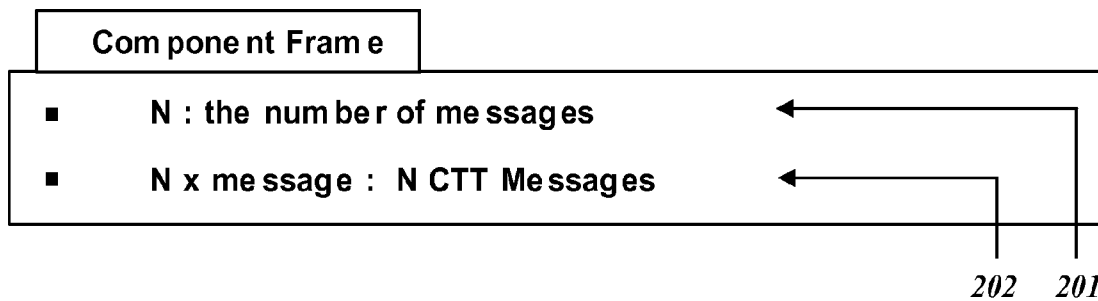 Component Frame
▪ N : the number of messages
▪ N x message : N CTT Messages
202 201